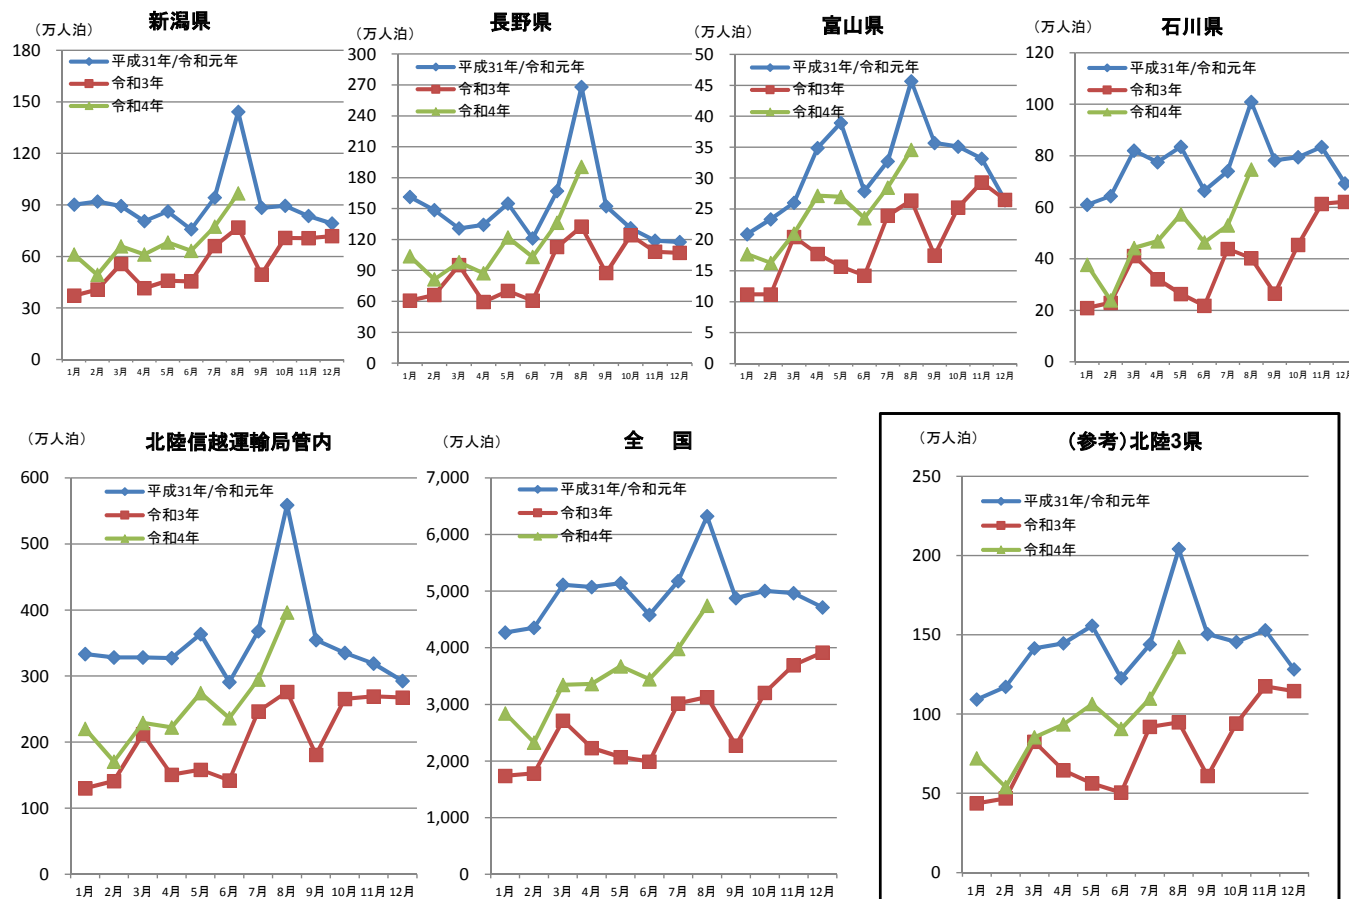 新潟県
(万人泊)
180
150
120
90
60
30
0
平成31年/令和元年
令和3年
令和4年
1月 2月 3月 4月 5月 6月 7月 8月 9月 10月 11月 12月
長野県
(万人泊)
300
270
240
210
180
150
120
90
60
30
0
平成31年/令和元年
令和3年
令和4年
1月 2月 3月 4月 5月 6月 7月 8月 9月 10月 11月 12月
富山県
(万人泊)
50
45
40
35
30
25
20
15
10
5
0
平成31年/令和元年
令和3年
令和4年
1月 2月 3月 4月 5月 6月 7月 8月 9月 10月 11月 12月
石川県
(万人泊)
120
100
80
60
40
20
0
平成31年/令和元年
令和3年
令和4年
1月 2月 3月 4月 5月 6月 7月 8月 9月 10月 11月 12月
北陸信越運輸局管内
(万人泊)
600
500
400
300
200
100
0
平成31年/令和元年
令和3年
令和4年
1月 2月 3月 4月 5月 6月 7月 8月 9月 10月 11月 12月
全 国
(万人泊)
7,000
6,000
5,000
4,000
3,000
2,000
1,000
0
平成31年/令和元年
令和3年
令和4年
1月 2月 3月 4月 5月 6月 7月 8月 9月 10月 11月 12月
(参考)北陸3県
(万人泊)
250
200
150
100
50
0
平成31年/令和元年
令和3年
令和4年
1月 2月 3月 4月 5月 6月 7月 8月 9月 10月 11月 12月